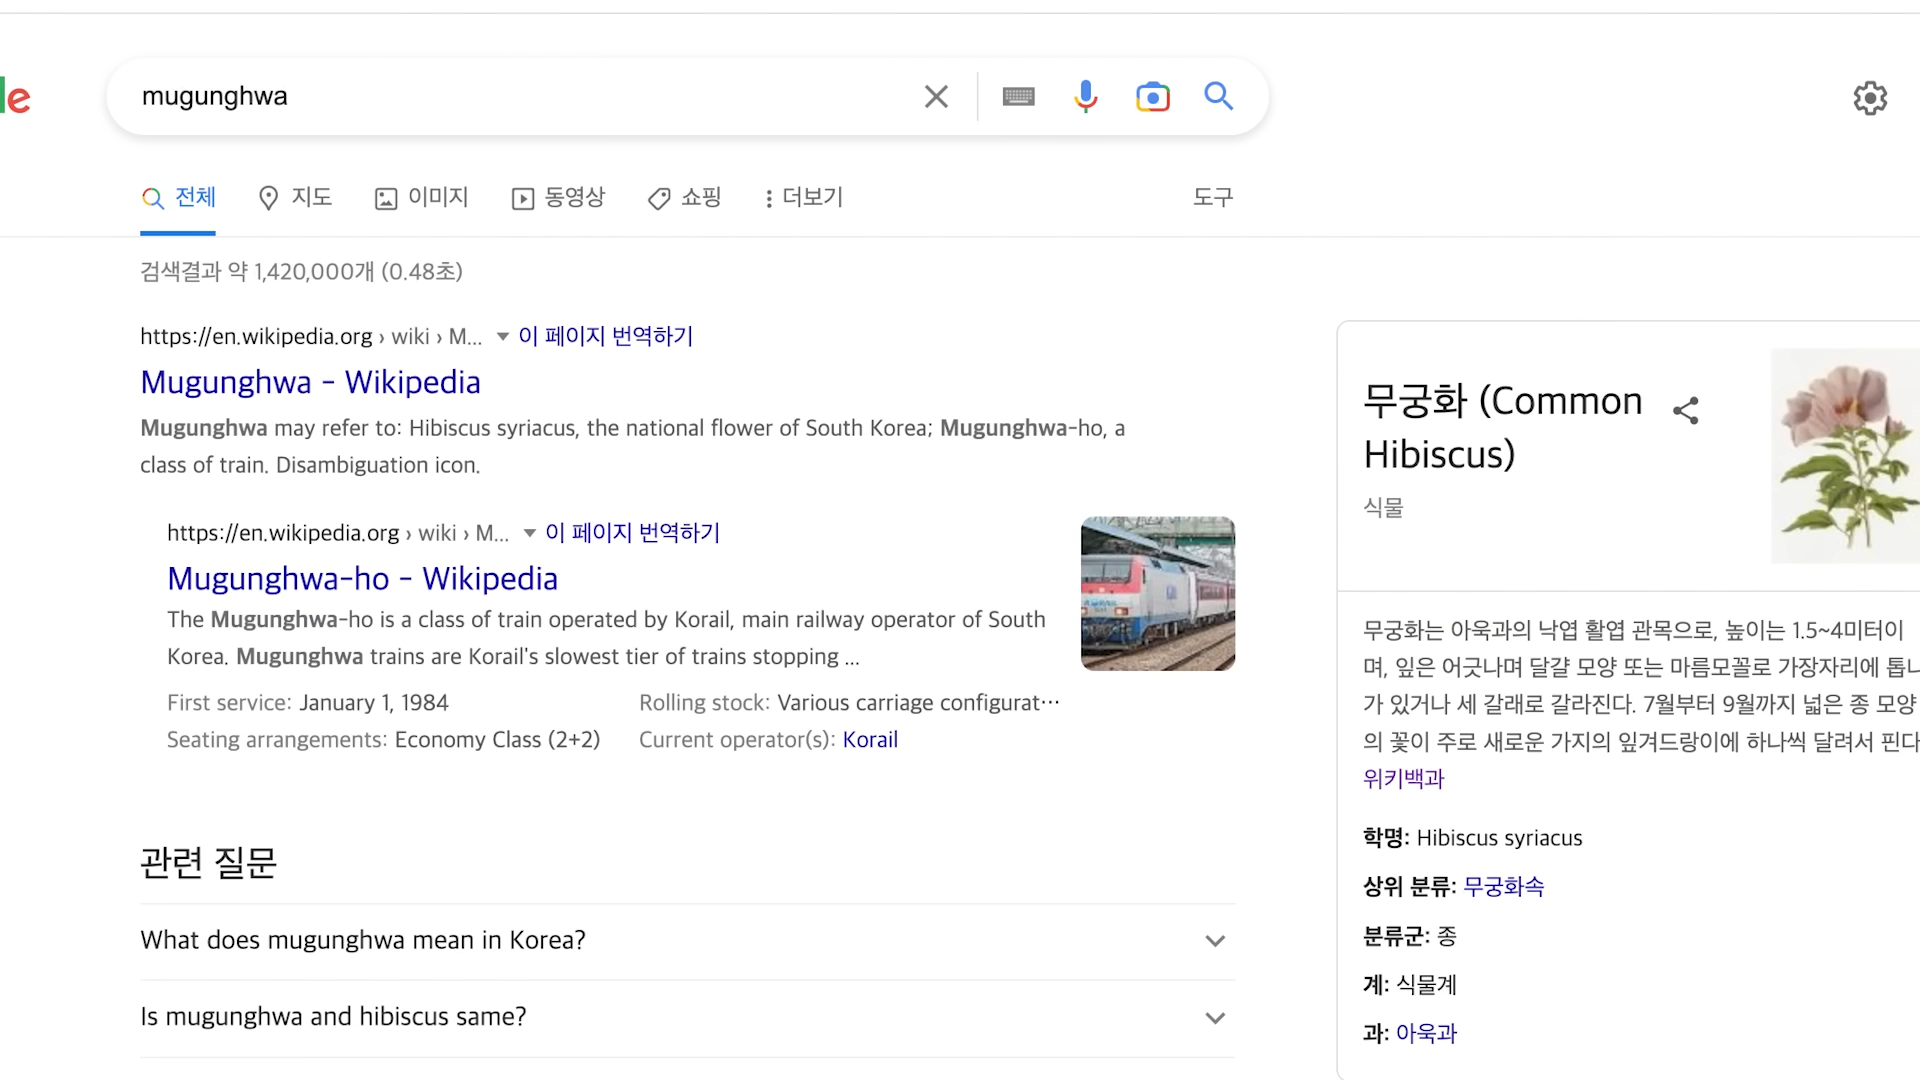 le
mugunghwa
전체 지도 이미지 동영상 쇼핑 더보기 도구
검색결과 약 1,420,000개 (0.48초)
https://en.wikipedia.org › wiki › M... 이 페이지 번역하기
Mugunghwa - Wikipedia
Mugunghwa may refer to: Hibiscus syriacus, the national flower of South Korea; Mugunghwa-ho, a
class of train. Disambiguation icon.
https://en.wikipedia.org › wiki › M... 이 페이지 번역하기
Mugunghwa-ho - Wikipedia
The Mugunghwa-ho is a class of train operated by Korail, main railway operator of South
Korea. Mugunghwa trains are Korail's slowest tier of trains stopping ...
First service: January 1, 1984 Rolling stock: Various carriage configurat···
Seating arrangements: Economy Class (2+2) Current operator(s): Korail
관련 질문
What does mugunghwa mean in Korea?
Is mugunghwa and hibiscus same?
무궁화 (Common
Hibiscus)
식물
무궁화는 아욱과의 낙엽 활엽 관목으로, 높이는 1.5~4미터이
며, 잎은 어긋나며 달걀 모양 또는 마름모꼴로 가장자리에 톱니
가 있거나 세 갈래로 갈라진다. 7월부터 9월까지 넓은 종 모양
의 꽃이 주로 새로운 가지의 잎겨드랑이에 하나씩 달려서 핀다
위키백과
학명: Hibiscus syriacus
상위 분류: 무궁화속
분류군: 종
계: 식물계
과: 아욱과